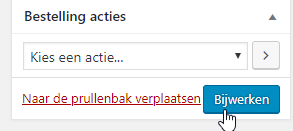 Bestelling acties
Kies een actie...
Naar de prullenbak verplaatsen Bijwerken